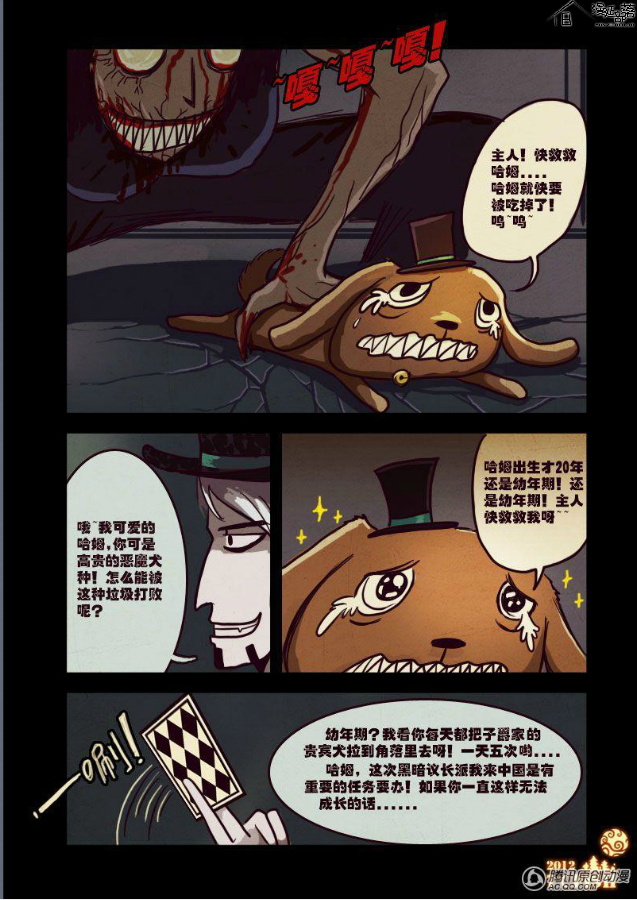 漫画部落
~嘎~嘎~嘎!
主人！快救救
哈姆....
哈姆就快要
被吃掉了！
呜~呜~
哦~我可爱的
哈姆,你可是
高贵的恶魔犬
种！怎么能被
这种垃圾打败
呢？
哈姆出生才20年
还是幼年期！还
是幼年期！主人
快救救我呀~~
一唰!!
幼年期？我看你每天都把子爵家的
贵宾犬拉到角落里去呀！一天五次哟....
哈姆，这次黑暗议长派我来中国是有
重要的任务要办！如果你一直这样无法
成长的话......
2012
腾讯原创动漫
AC.QQ.COM